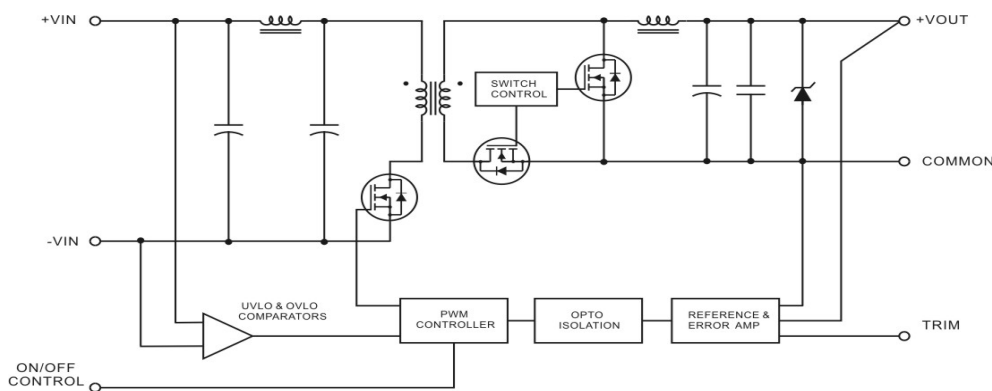 +VIN
+VOUT
SWITCH
CONTROL
COMMON
-VIN
UVLO & OVLO
COMPARATORS
PWM
CONTROLLER
OPTO
ISOLATION
REFERENCE &
ERROR AMP
TRIM
ON/OFF
CONTROL